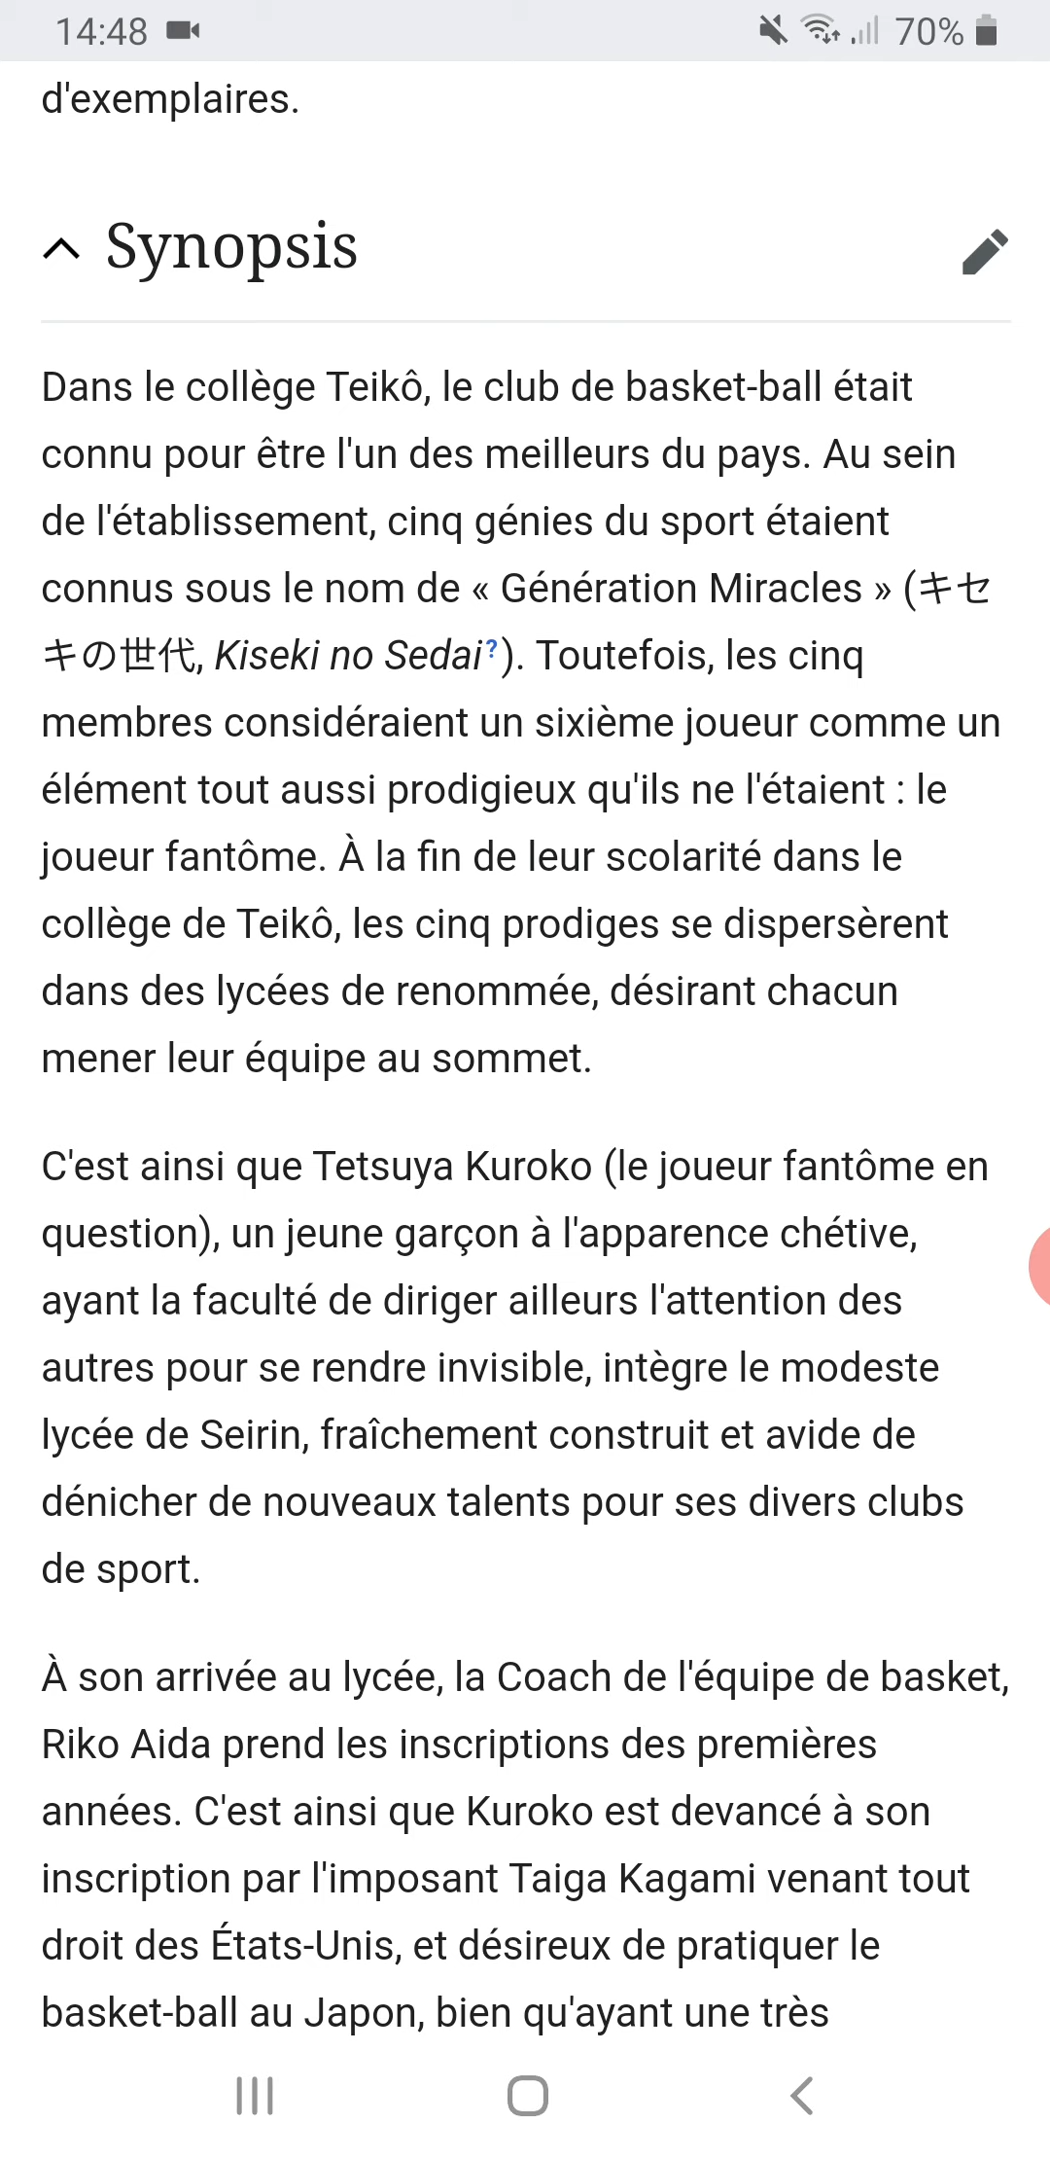 14:48
70%
d'exemplaires.
Synopsis
Dans le collège Teikô, le club de basket-ball était
connu pour être l'un des meilleurs du pays. Au sein
de l'établissement, cinq génies du sport étaient
connus sous le nom de « Génération Miracles » (キセ
キの世代, Kiseki no Sedai?). Toutefois, les cinq
membres considéraient un sixième joueur comme un
élément tout aussi prodigieux qu'ils ne l'étaient : le
joueur fantôme. À la fin de leur scolarité dans le
collège de Teikô, les cinq prodiges se dispersèrent
dans des lycées de renommée, désirant chacun
mener leur équipe au sommet.
C'est ainsi que Tetsuya Kuroko (le joueur fantôme en
question), un jeune garçon à l'apparence chétive,
ayant la faculté de diriger ailleurs l'attention des
autres pour se rendre invisible, intègre le modeste
lycée de Seirin, fraîchement construit et avide de
dénicher de nouveaux talents pour ses divers clubs
de sport.
À son arrivée au lycée, la Coach de l'équipe de basket,
Riko Aida prend les inscriptions des premières
années. C'est ainsi que Kuroko est devancé à son
inscription par l'imposant Taiga Kagami venant tout
droit des États-Unis, et désireux de pratiquer le
basket-ball au Japon, bien qu'ayant une très